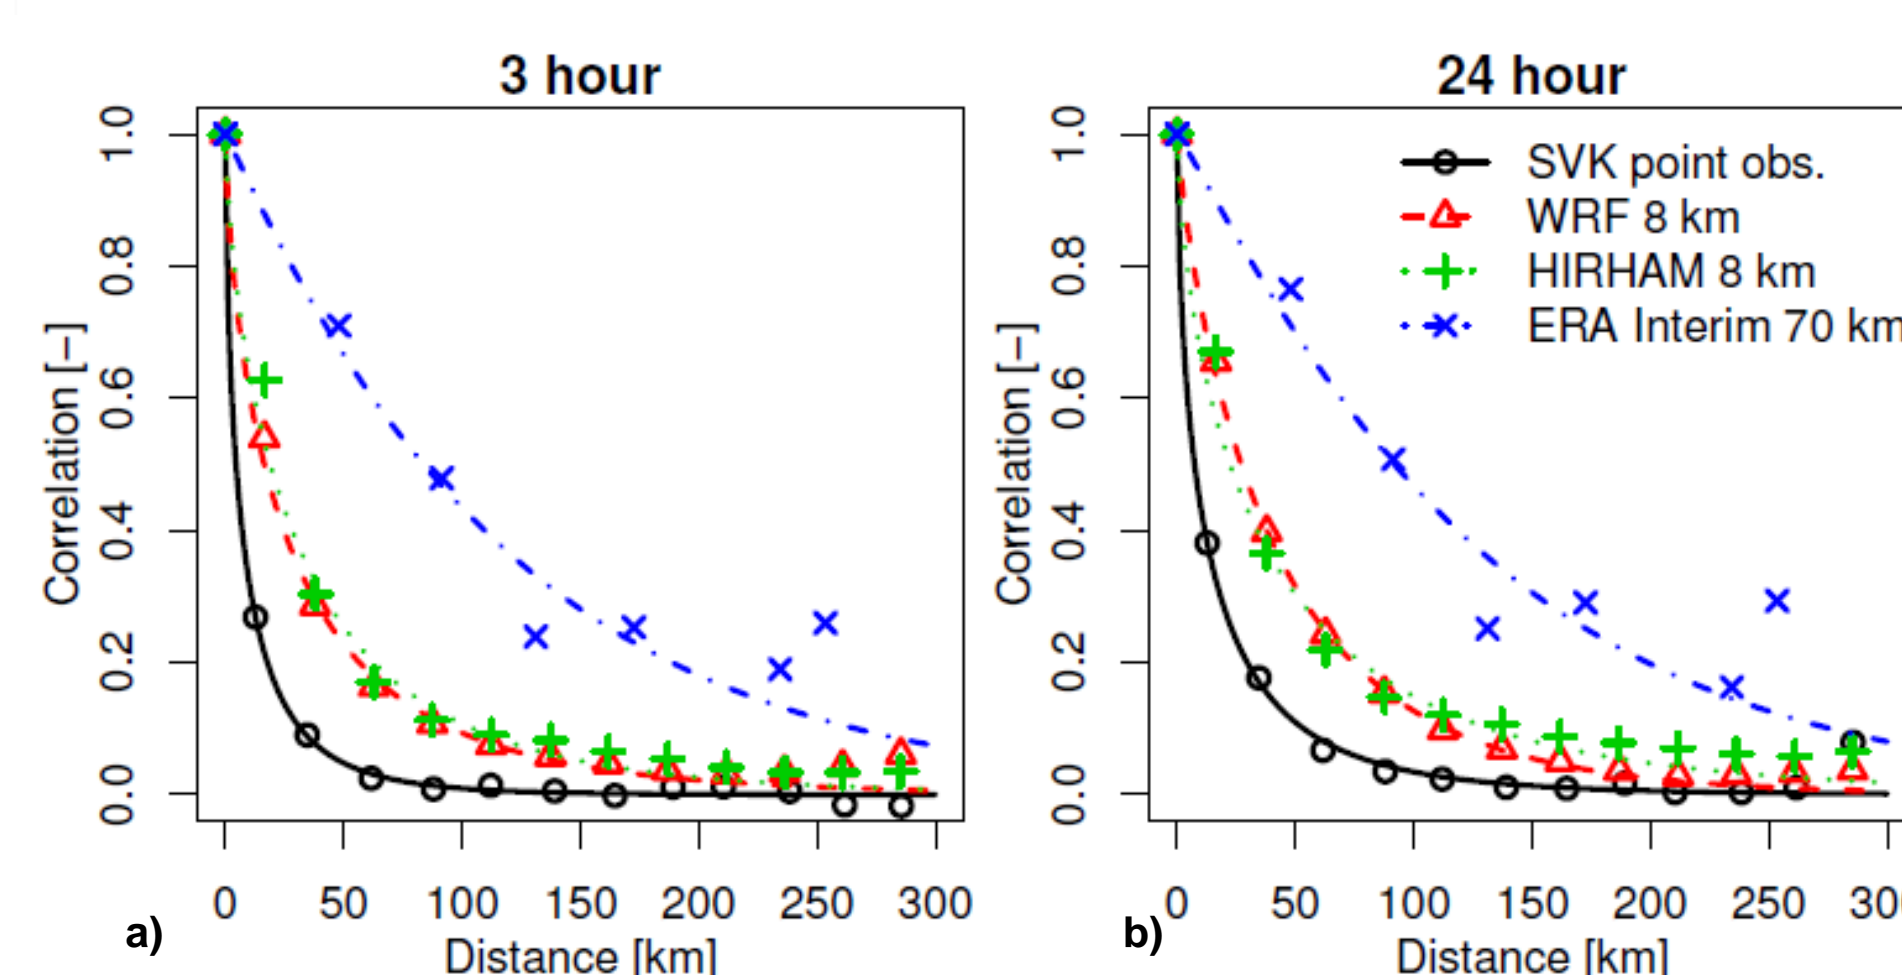 3 hour
Correlation [−]
1.0
0.8
0.6
0.4
0.2
0.0
0 50 100 150 200 250 300
Distance [km]
a)
24 hour
Correlation [−]
1.0
0.8
0.6
0.4
0.2
0.0
SVK point obs.
WRF 8 km
HIRHAM 8 km
ERA Interim 70 km
0 50 100 150 200 250 300
Distance [km]
b)